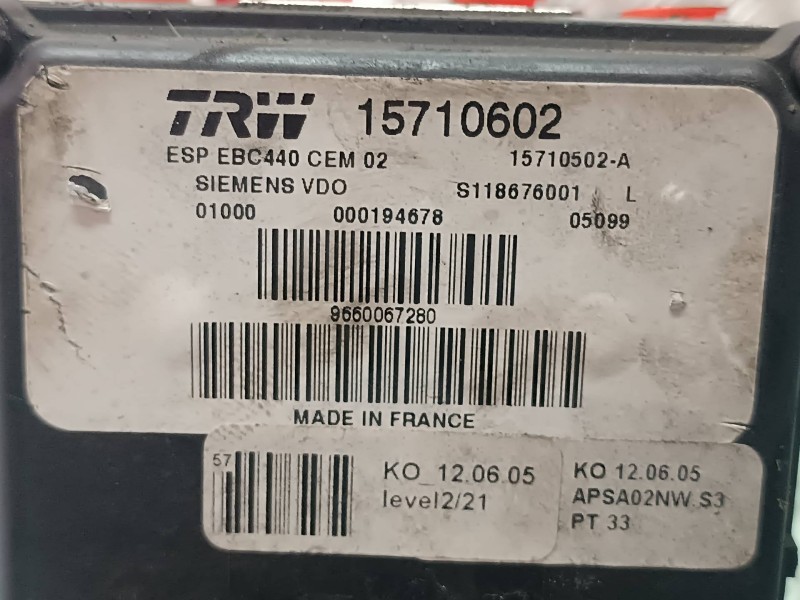 TRW 15710602
ESP EBC440 CEM 02 15710502-A
SIEMENS VDO S118676001 L
01000 000194678 05099
9660067280
MADE IN FRANCE
57
KO_12.06.05
level2/21
KO 12.06.05
APSA02NW S3
PT 33